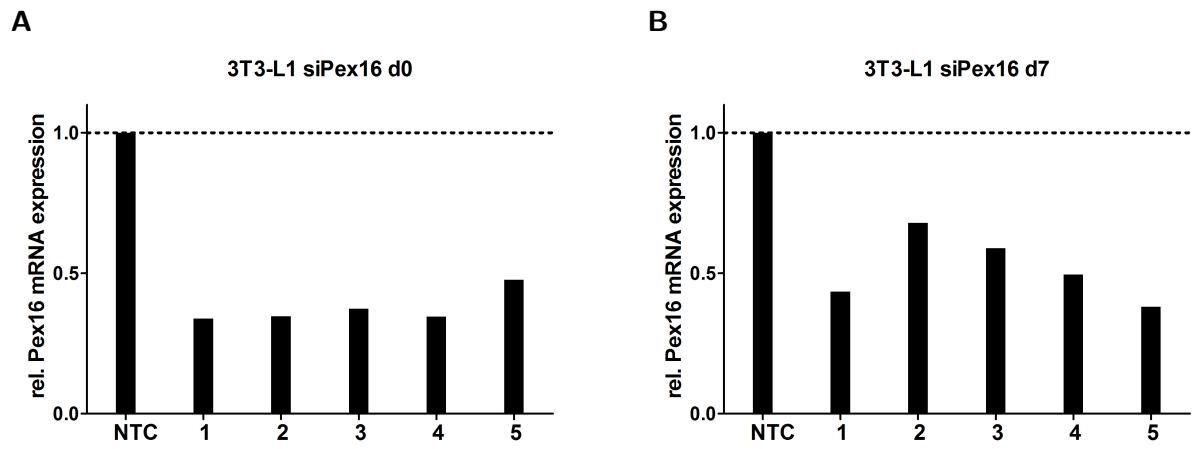 A
3T3-L1 siPex16 d0
rel. Pex16 mRNA expression
1.0
0.5
0.0
NTC 1 2 3 4 5
B
3T3-L1 siPex16 d7
rel. Pex16 mRNA expression
1.0
0.5
0.0
NTC 1 2 3 4 5